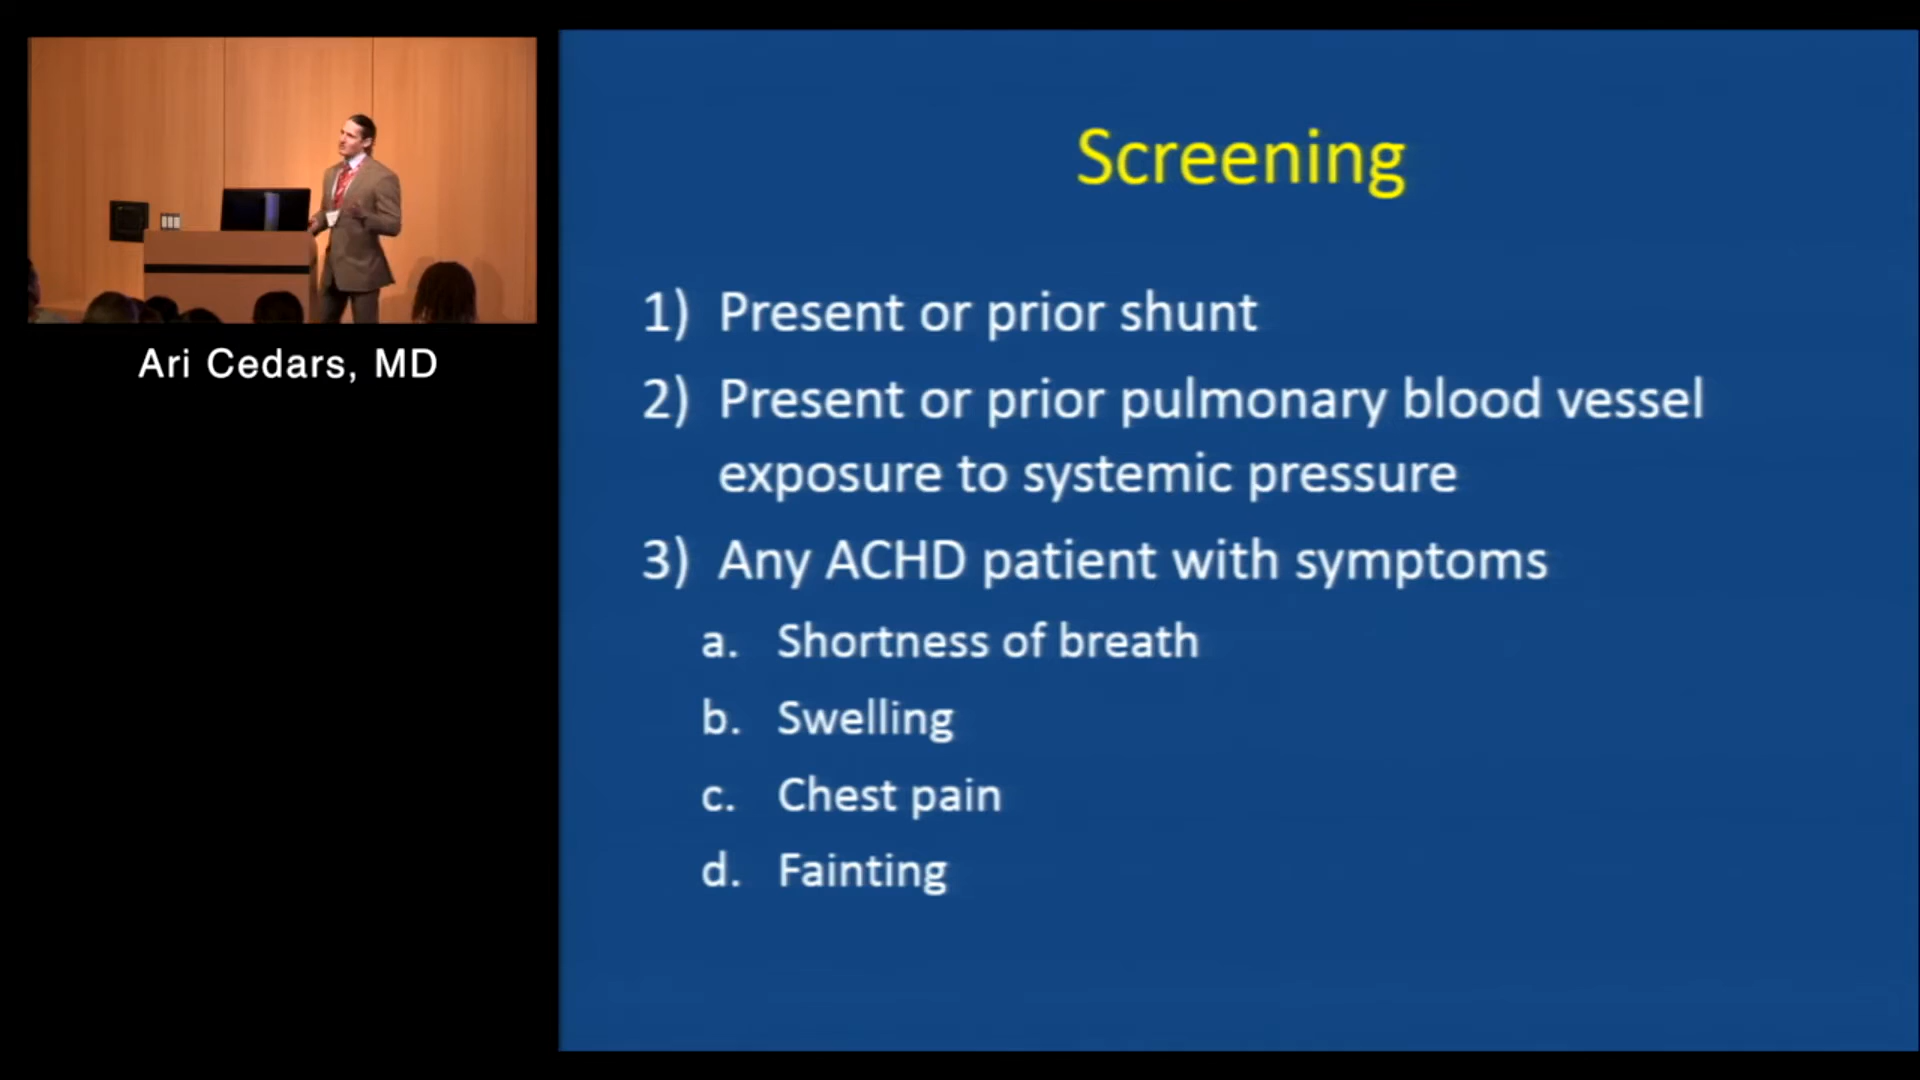 Ari Cedars, MD
Screening
1) Present or prior shunt
2) Present or prior pulmonary blood vessel
exposure to systemic pressure
3) Any ACHD patient with symptoms
a. Shortness of breath
b. Swelling
c. Chest pain
d. Fainting